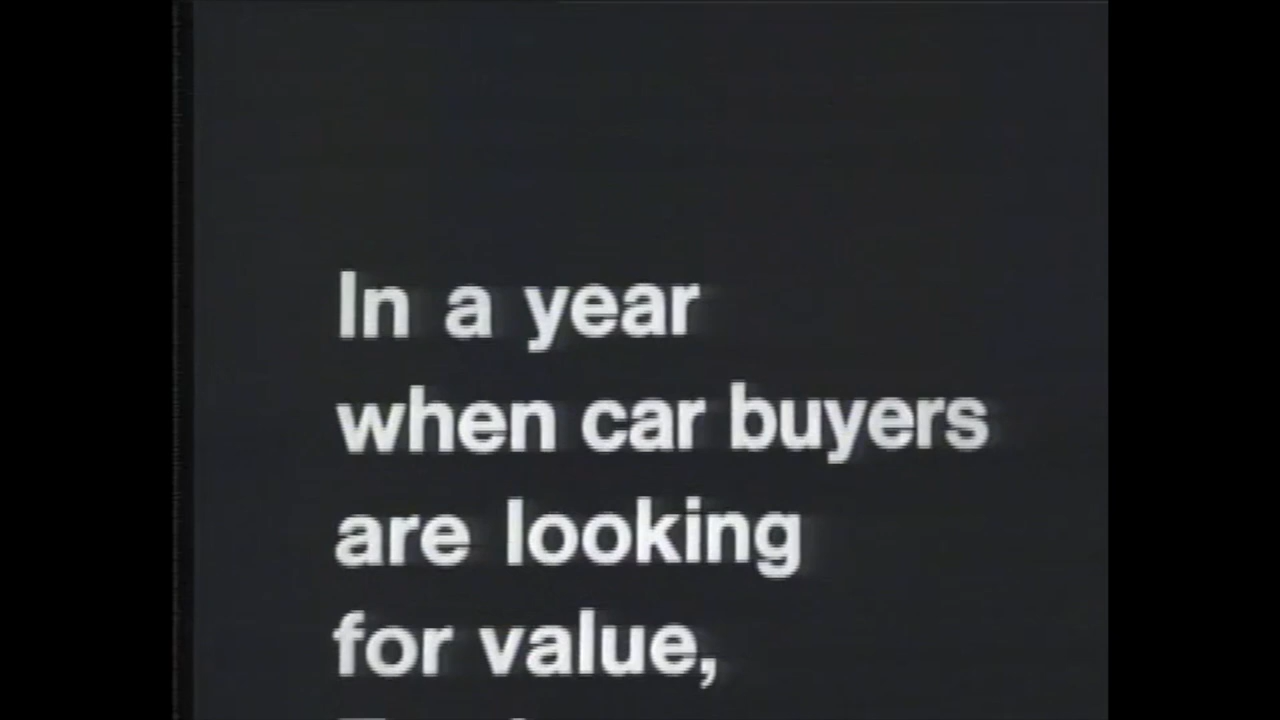 In a year
when car buyers
are looking
for value,